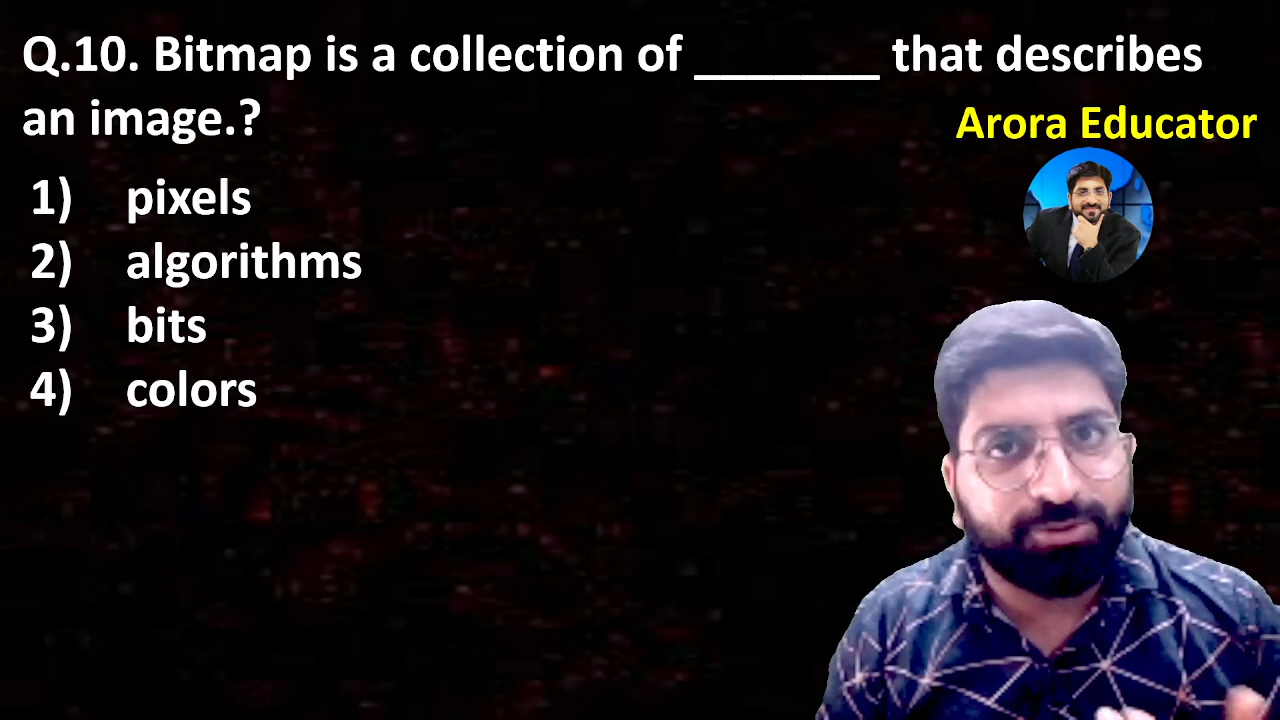 Q.10. Bitmap is a collection of _______ that describes
an image.?
Arora Educator
1) pixels
2) algorithms
3) bits
4) colors